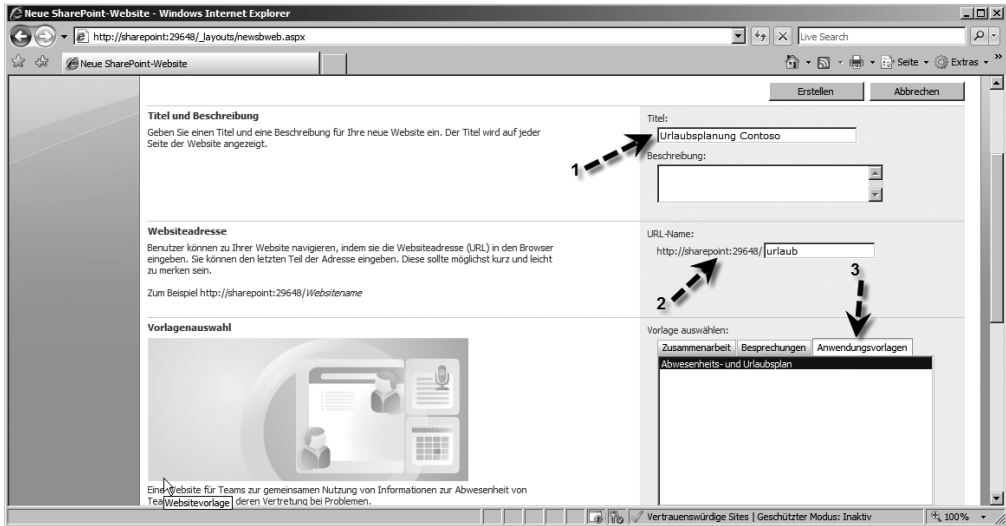 Neue SharePoint-Website - Windows Internet Explorer
http://sharepoint:29648/_layouts/newsbweb.aspx
Live Search
Neue SharePoint-Website
Seite
Extras
Erstellen
Abbrechen
Titel und Beschreibung
Geben Sie einen Titel und eine Beschreibung für Ihre neue Website ein. Der Titel wird auf jeder
Seite der Website angezeigt.
Titel:
Urlaubsplanung Contoso
1
Beschreibung:
Websiteadresse
Benutzer können zu Ihrer Website navigieren, indem sie die Websiteadresse (URL) in den Browser
eingeben. Sie können den letzten Teil der Adresse eingeben. Diese sollte möglichst kurz und leicht
zu merken sein.
Zum Beispiel http://sharepoint:29648/Websitename
URL-Name:
http://sharepoint:29648/ urlaub
2
3
Vorlagenauswahl
Vorlage auswählen:
Zusammenarbeit Besprechungen Anwendungsvorlagen
Abwesenheits- und Urlaubsplan
Eine Website für Teams zur gemeinsamen Nutzung von Informationen zur Abwesenheit von
deren Vertretung bei Problemen.
Websitevorlage
Vertrauenswürdige Sites | Geschützter Modus: Inaktiv
100%